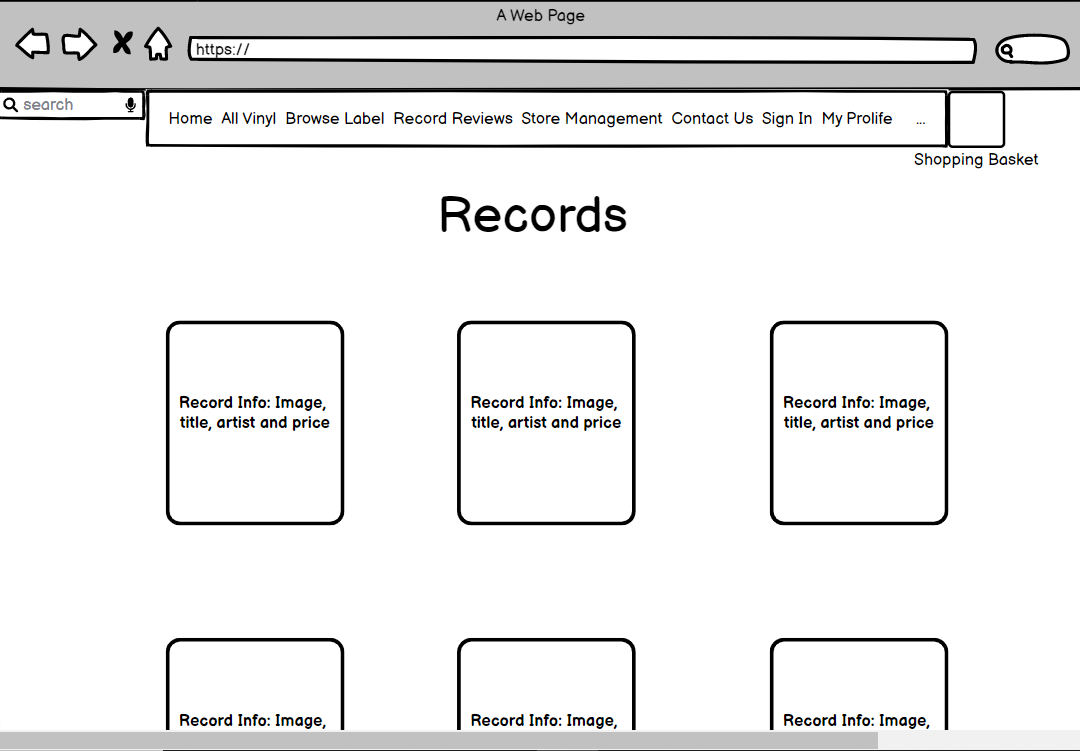 A Web Page
https://
search
Home All Vinyl Browse Label Record Reviews Store Management Contact Us Sign In My Prolife ...
Shopping Basket
Records
Record Info: Image, title, artist and price
Record Info: Image, title, artist and price
Record Info: Image, title, artist and price
Record Info: Image,
Record Info: Image,
Record Info: Image,